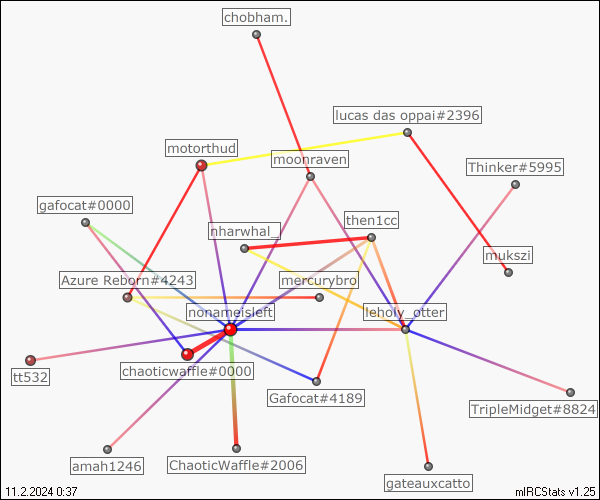 chobham.
lucas das oppai#2396
motorthud
moonraven
Thinker#5995
gafocat#0000
then1cc
nharwhal_j
mukszi
Azure Reborn#4243
mercurybro
nonameisleft
leholy_otter
chaoticwaffle#0000
tt532
Gafocat#4189
TripleMidget#8824
amah1246
ChaoticWaffle#2006
gateauxcatto
11.2.2024 0:37
mIRCStats v1.25